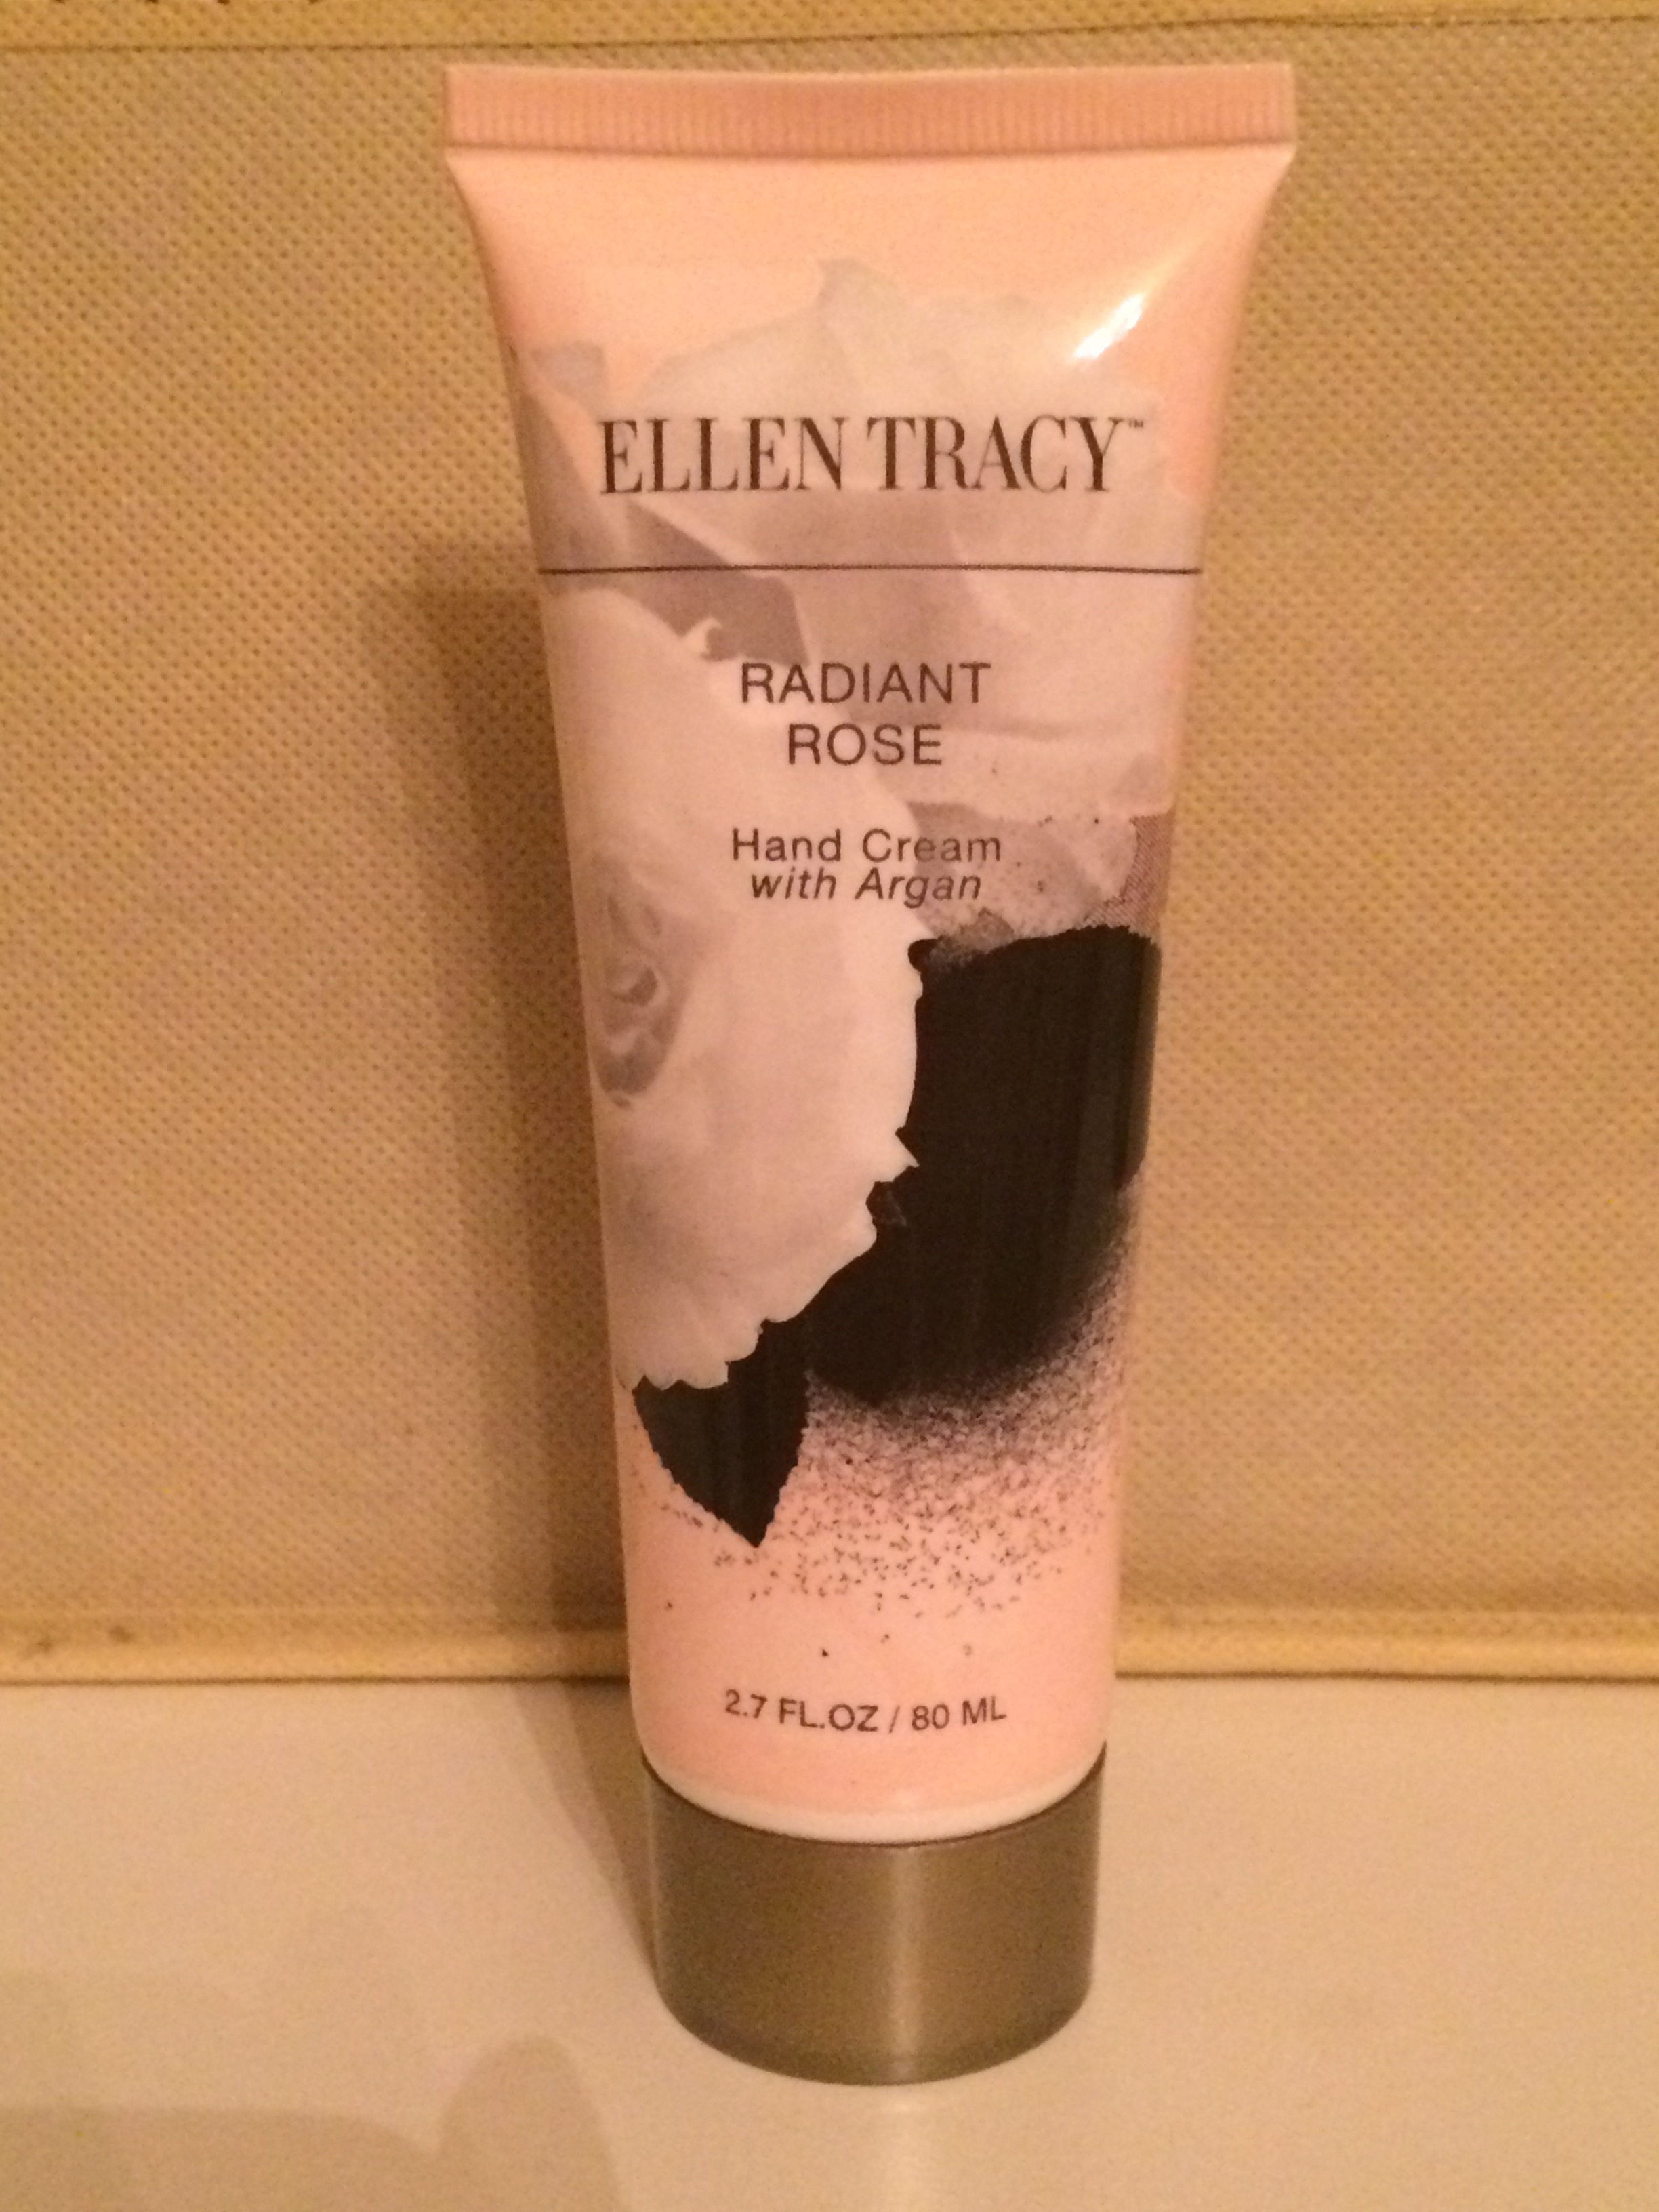 ELLEN TRACY™
RADIANT
ROSE
Hand Cream
with Argan
2.7 FL.OZ / 80 ML